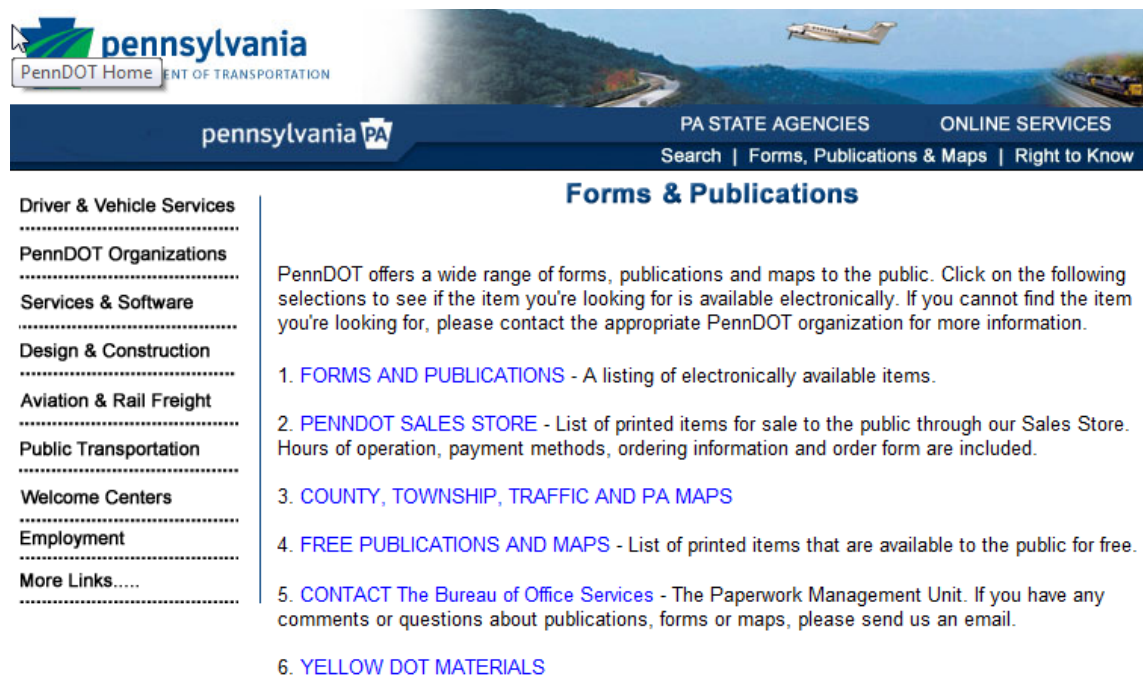 pennsylvania
PennDOT Home
ENT OF TRANSPORTATION
pennsylvania PA
PA STATE AGENCIES ONLINE SERVICES
Search | Forms, Publications & Maps | Right to Know
Driver & Vehicle Services
PennDOT Organizations
Services & Software
Design & Construction
Aviation & Rail Freight
Public Transportation
Welcome Centers
Employment
More Links.....
Forms & Publications
PennDOT offers a wide range of forms, publications and maps to the public. Click on the following
selections to see if the item you're looking for is available electronically. If you cannot find the item
you're looking for, please contact the appropriate PennDOT organization for more information.
1. FORMS AND PUBLICATIONS - A listing of electronically available items.
2. PENNDOT SALES STORE - List of printed items for sale to the public through our Sales Store.
Hours of operation, payment methods, ordering information and order form are included.
3. COUNTY, TOWNSHIP, TRAFFIC AND PA MAPS
4. FREE PUBLICATIONS AND MAPS - List of printed items that are available to the public for free.
5. CONTACT The Bureau of Office Services - The Paperwork Management Unit. If you have any
comments or questions about publications, forms or maps, please send us an email.
6. YELLOW DOT MATERIALS